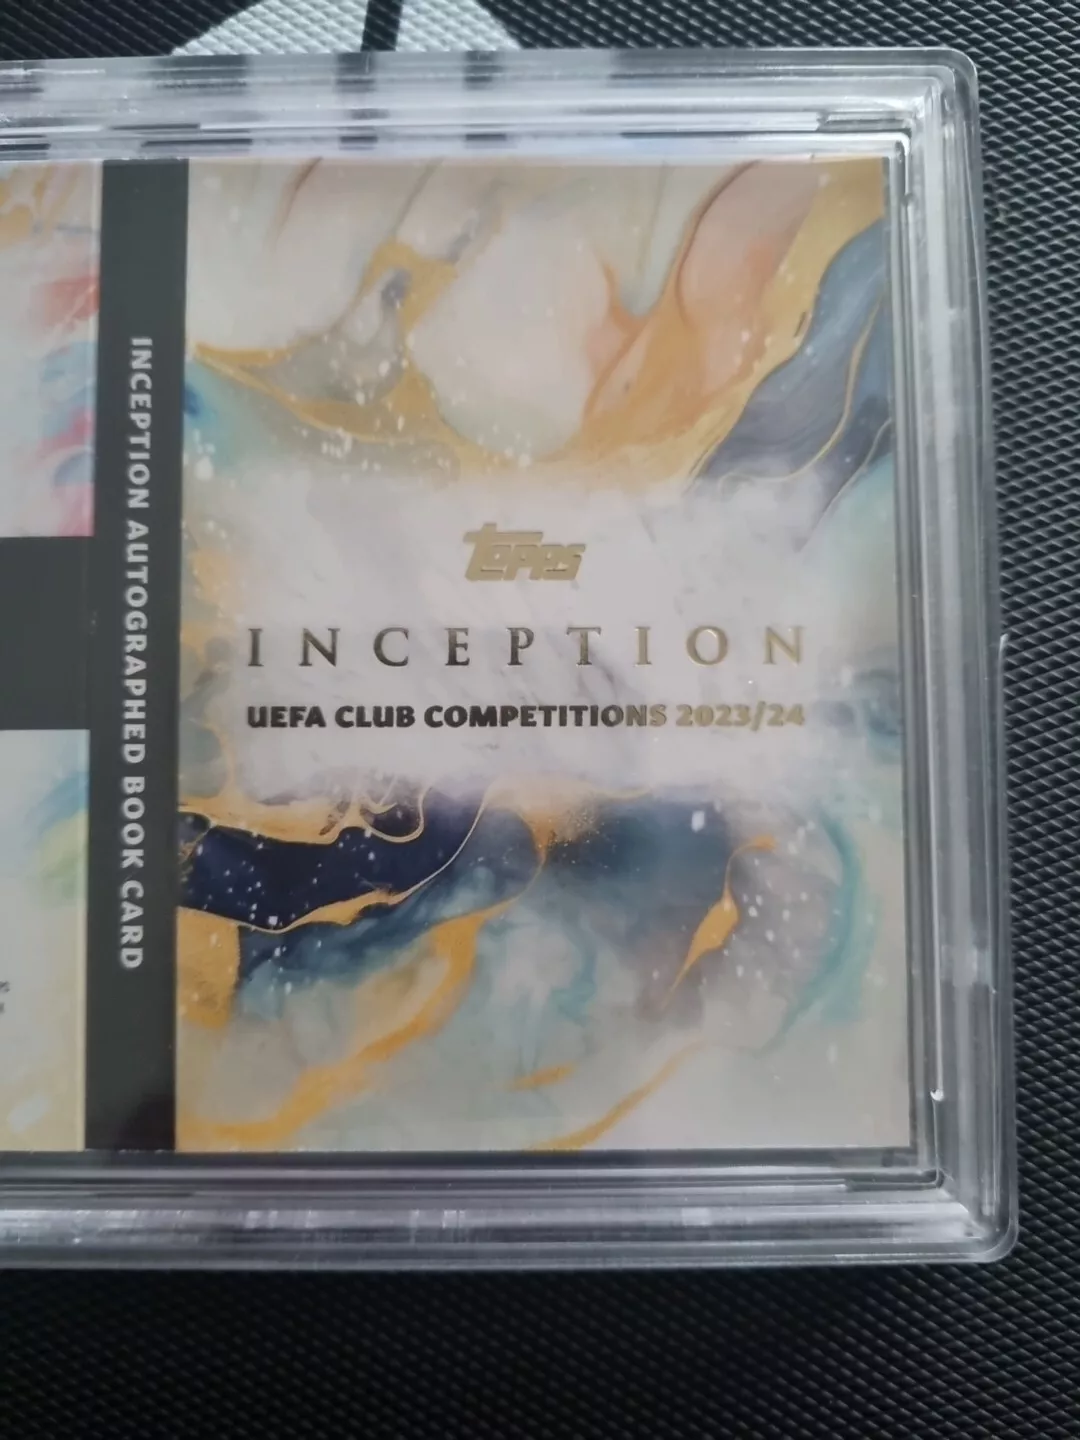 INCEPTION AUTOGRAPHED BOOK CARD
Topps
INCEPTION
UEFA CLUB COMPETITIONS 2023/24